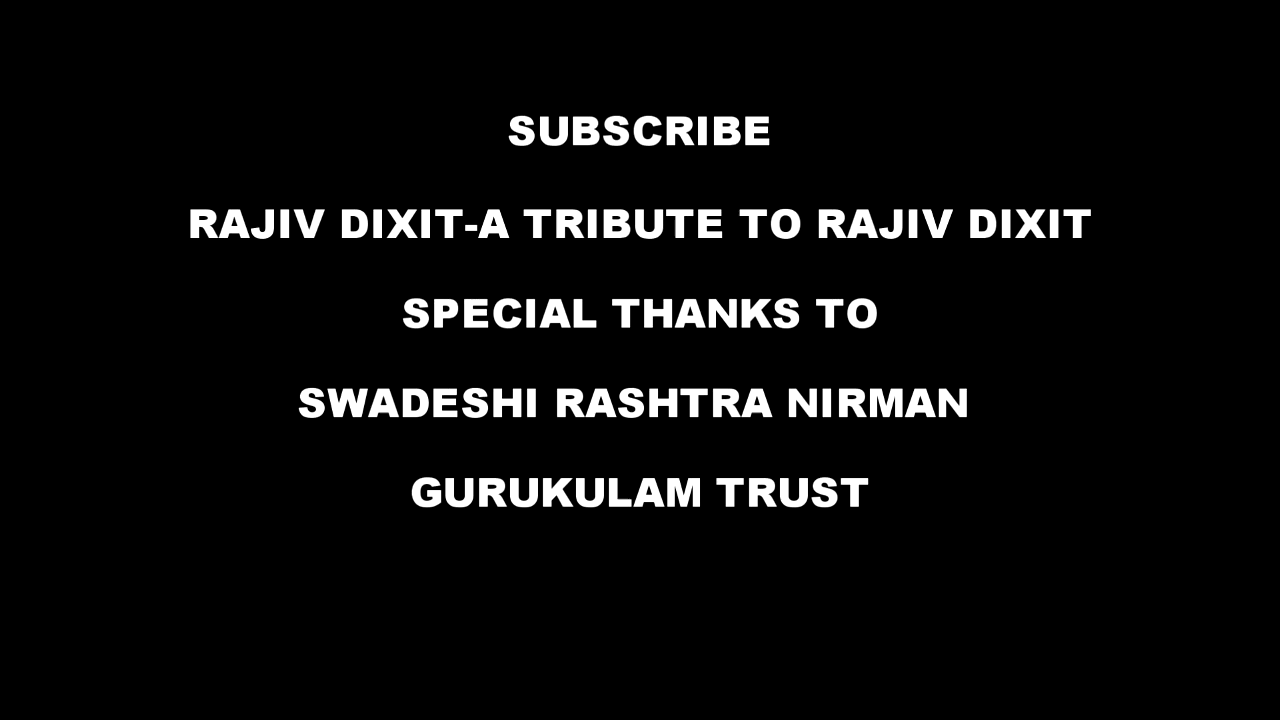 SUBSCRIBE
RAJIV DIXIT-A TRIBUTE TO RAJIV DIXIT
SPECIAL THANKS TO
SWADESHI RASHTRA NIRMAN
GURUKULAM TRUST